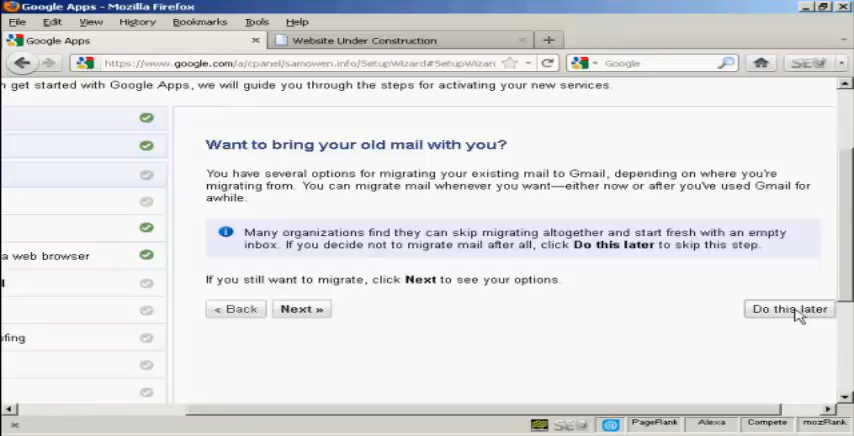 Google Apps - Mozilla Firefox
File Edit View History Bookmarks Tools Help
Google Apps Website Under Construction
https://www.google.com/a/cpanel/samowen.info/SetupWizard#SetupWizar Google
n get started with Google Apps, we will guide you through the steps for activating your new services.
Want to bring your old mail with you?
You have several options for migrating your existing mail to Gmail, depending on where you're
migrating from. You can migrate mail whenever you want—either now or after you've used Gmail for
awhile.
Many organizations find they can skip migrating altogether and start fresh with an empty
inbox. If you decide not to migrate mail after all, click Do this later to skip this step.
a web browser
If you still want to migrate, click Next to see your options.
« Back Next » Do this later
ofing
PageRank Alexa Compete mozRank